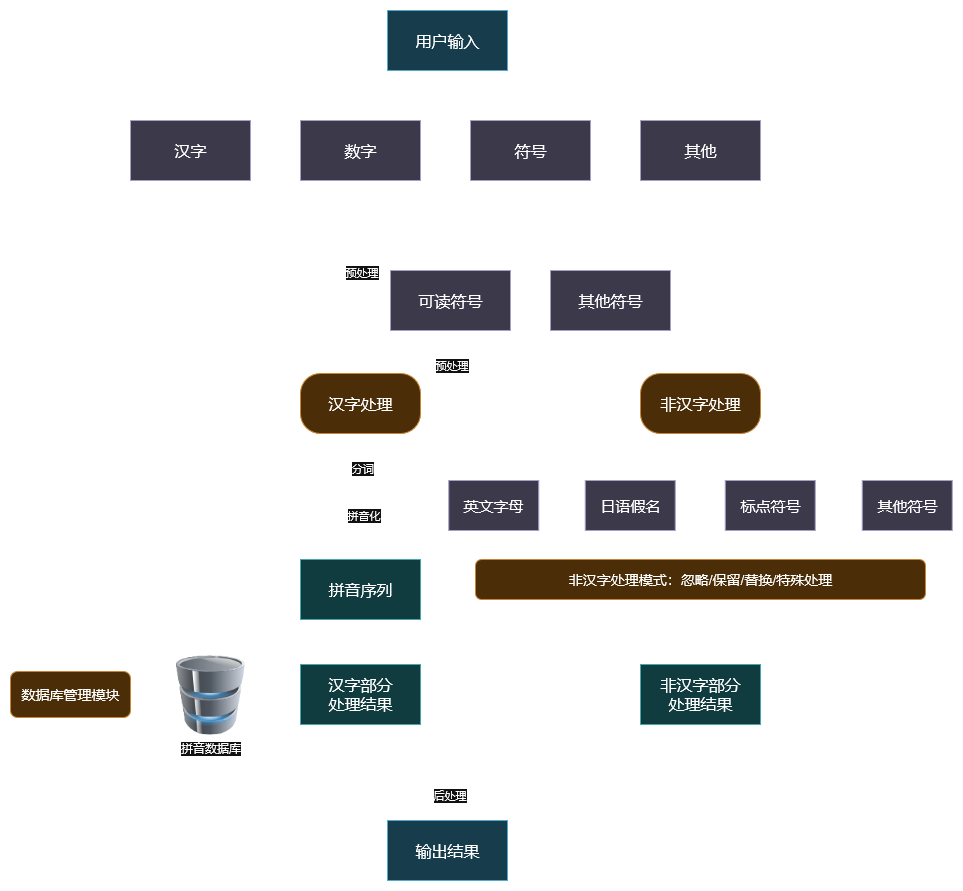 用户输入
汉字
数字
符号
其他
预处理
可读符号
其他符号
预处理
汉字处理
非汉字处理
分词
英文字母
日语假名
标点符号
其他符号
拼音化
拼音序列
非汉字处理模式：忽略/保留/替换/特殊处理
数据库管理模块
拼音数据库
汉字部分
处理结果
非汉字部分
处理结果
后处理
输出结果